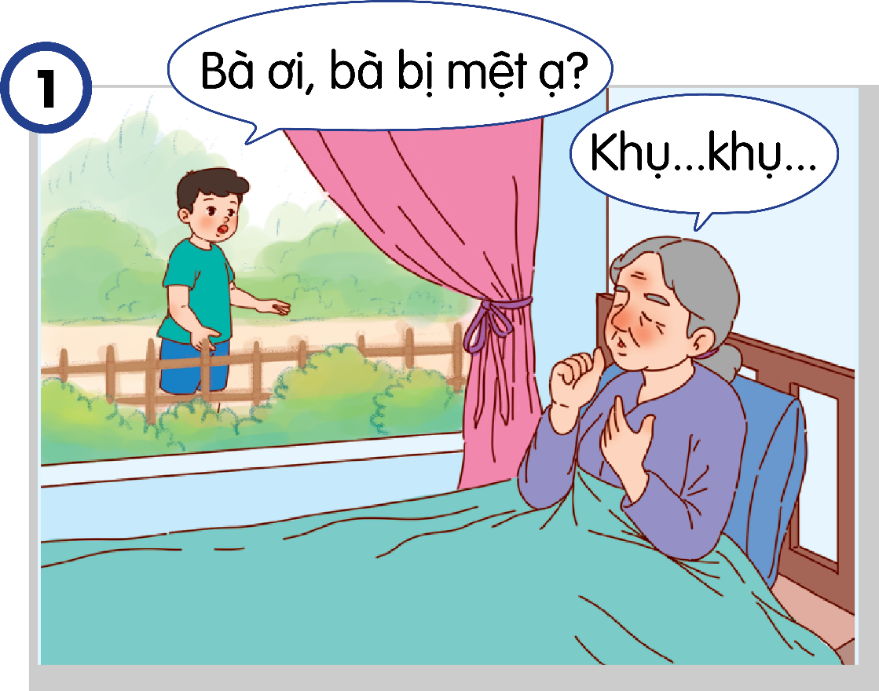 1
Bà ơi, bà bị mệt ạ?
Khụ...khụ...